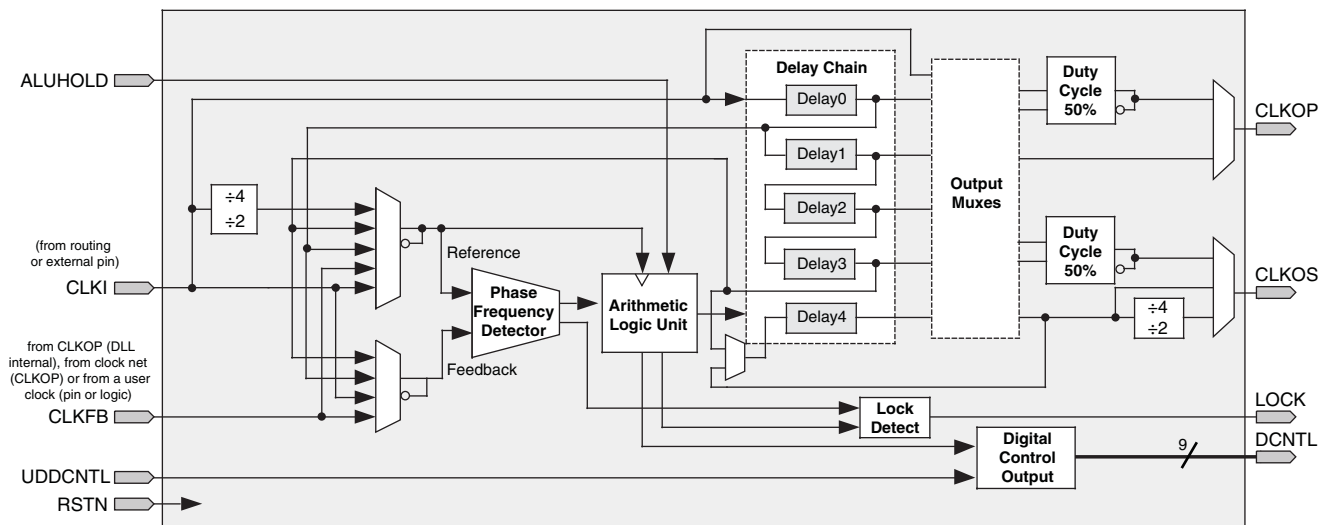 ALUHOLD
(from routing
or external pin)
CLKI
from CLKOP (DLL
internal), from clock net
(CLKOP) or from a user
clock (pin or logic)
CLKFB
UDDCNTL
RSTN
÷4
÷2
Reference
Feedback
Phase
Frequency
Detector
Arithmetic
Logic Unit
Delay Chain
Delay0
Delay1
Delay2
Delay3
Delay4
Output
Muxes
Duty
Cycle
50%
Duty
Cycle
50%
÷4
÷2
Lock
Detect
Digital
Control
Output
9
CLKOP
CLKOS
LOCK
DCNTL